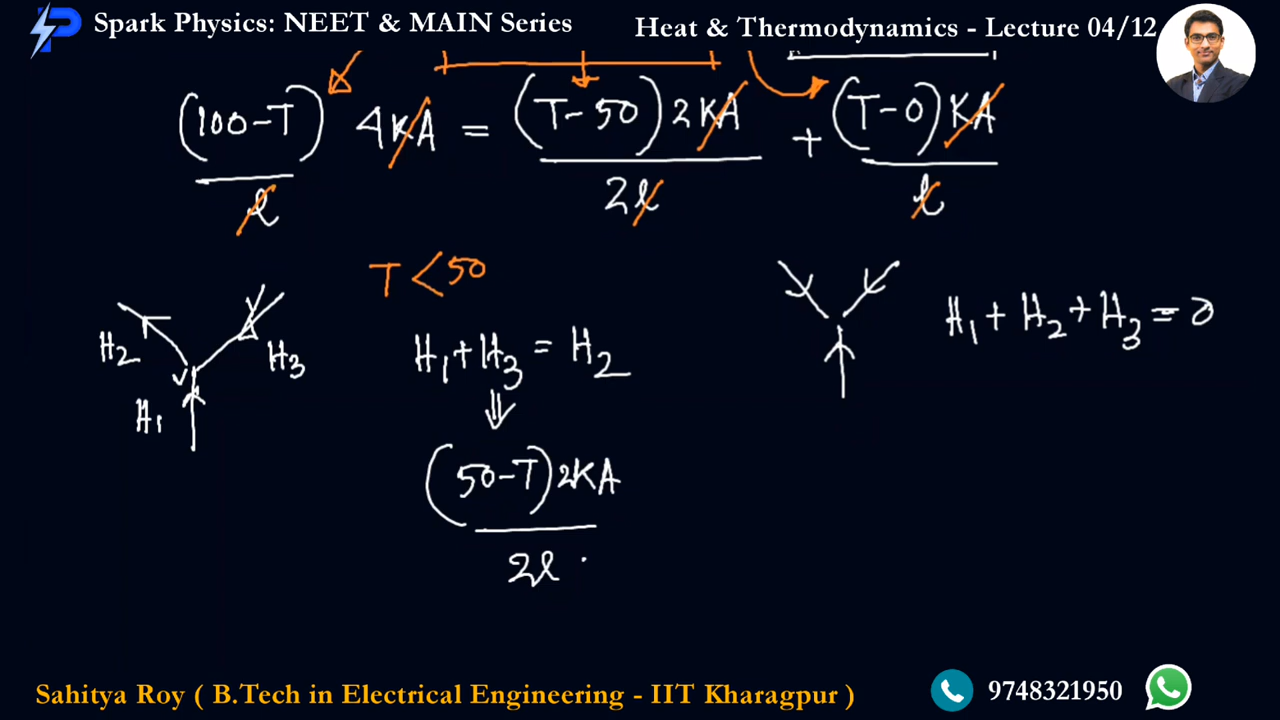 Spark Physics: NEET & MAIN Series
Heat & Thermodynamics - Lecture 04/12
(100-T) 4KA = (T-50) 2KA + (T-0) KA
l 2l l
T < 50
H2 H3
H1
H1 + H3 = H2
⇓
(50-T) 2KA
2l
H1 + H2 + H3 = 0
Sahitya Roy ( B.Tech in Electrical Engineering - IIT Kharagpur )
9748321950